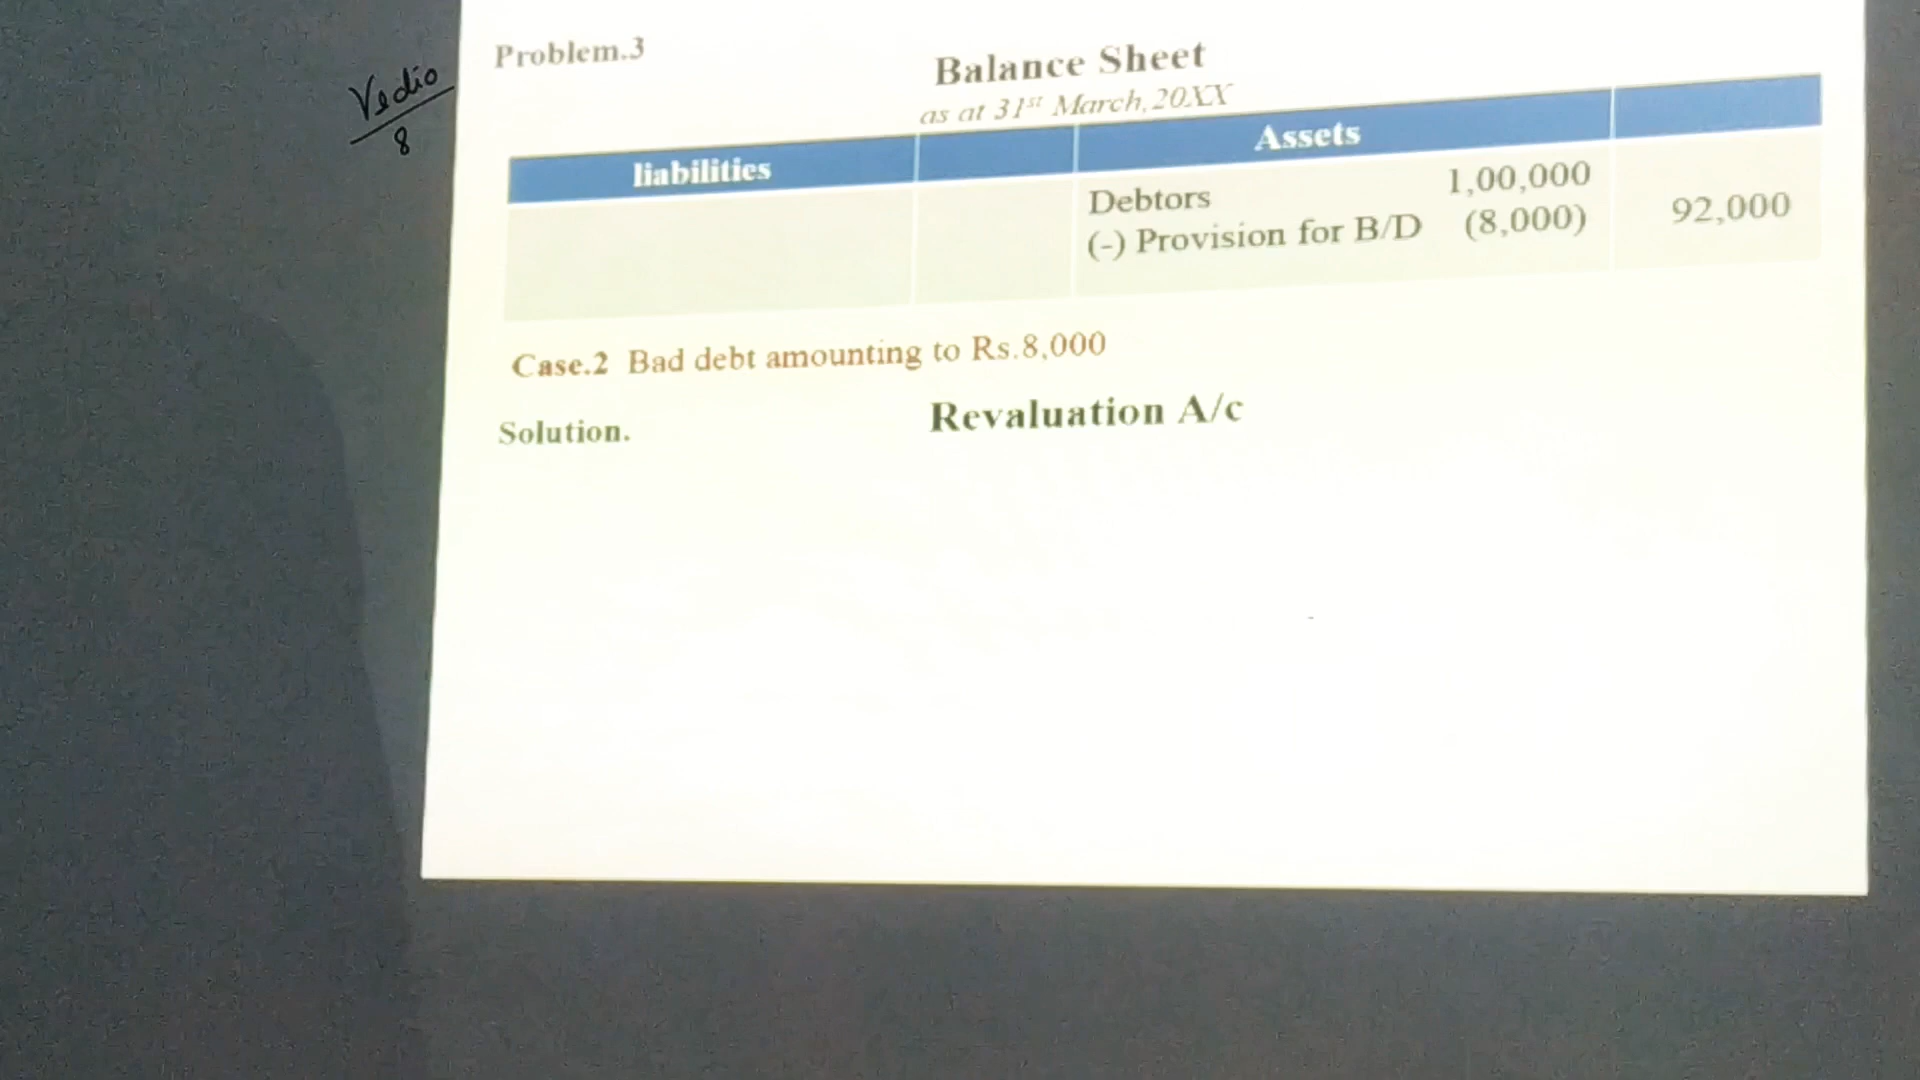 Vedio
8
Problem.3
Balance Sheet
as at 31st March, 20XX
liabilities Assets
Debtors 1,00,000
(-) Provision for B/D (8,000) 92,000
Case.2 Bad debt amounting to Rs.8,000
Solution. Revaluation A/c